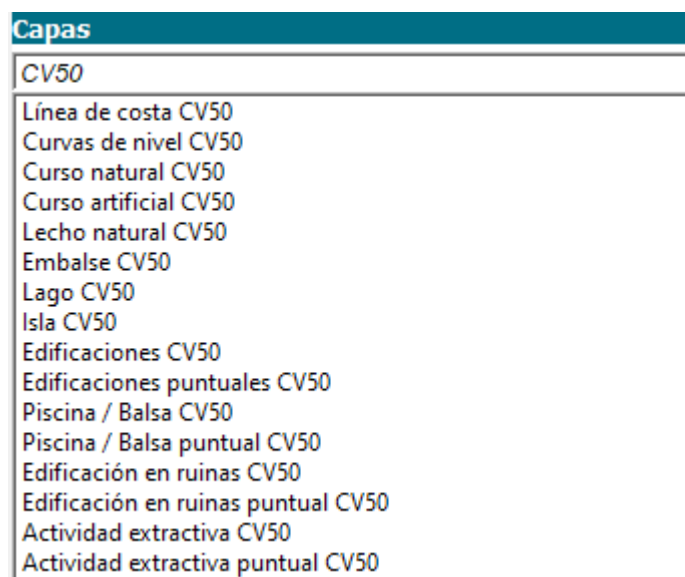 Capas
CV50
Línea de costa CV50
Curvas de nivel CV50
Curso natural CV50
Curso artificial CV50
Lecho natural CV50
Embalse CV50
Lago CV50
Isla CV50
Edificaciones CV50
Edificaciones puntuales CV50
Piscina / Balsa CV50
Piscina / Balsa puntual CV50
Edificación en ruinas CV50
Edificación en ruinas puntual CV50
Actividad extractiva CV50
Actividad extractiva puntual CV50